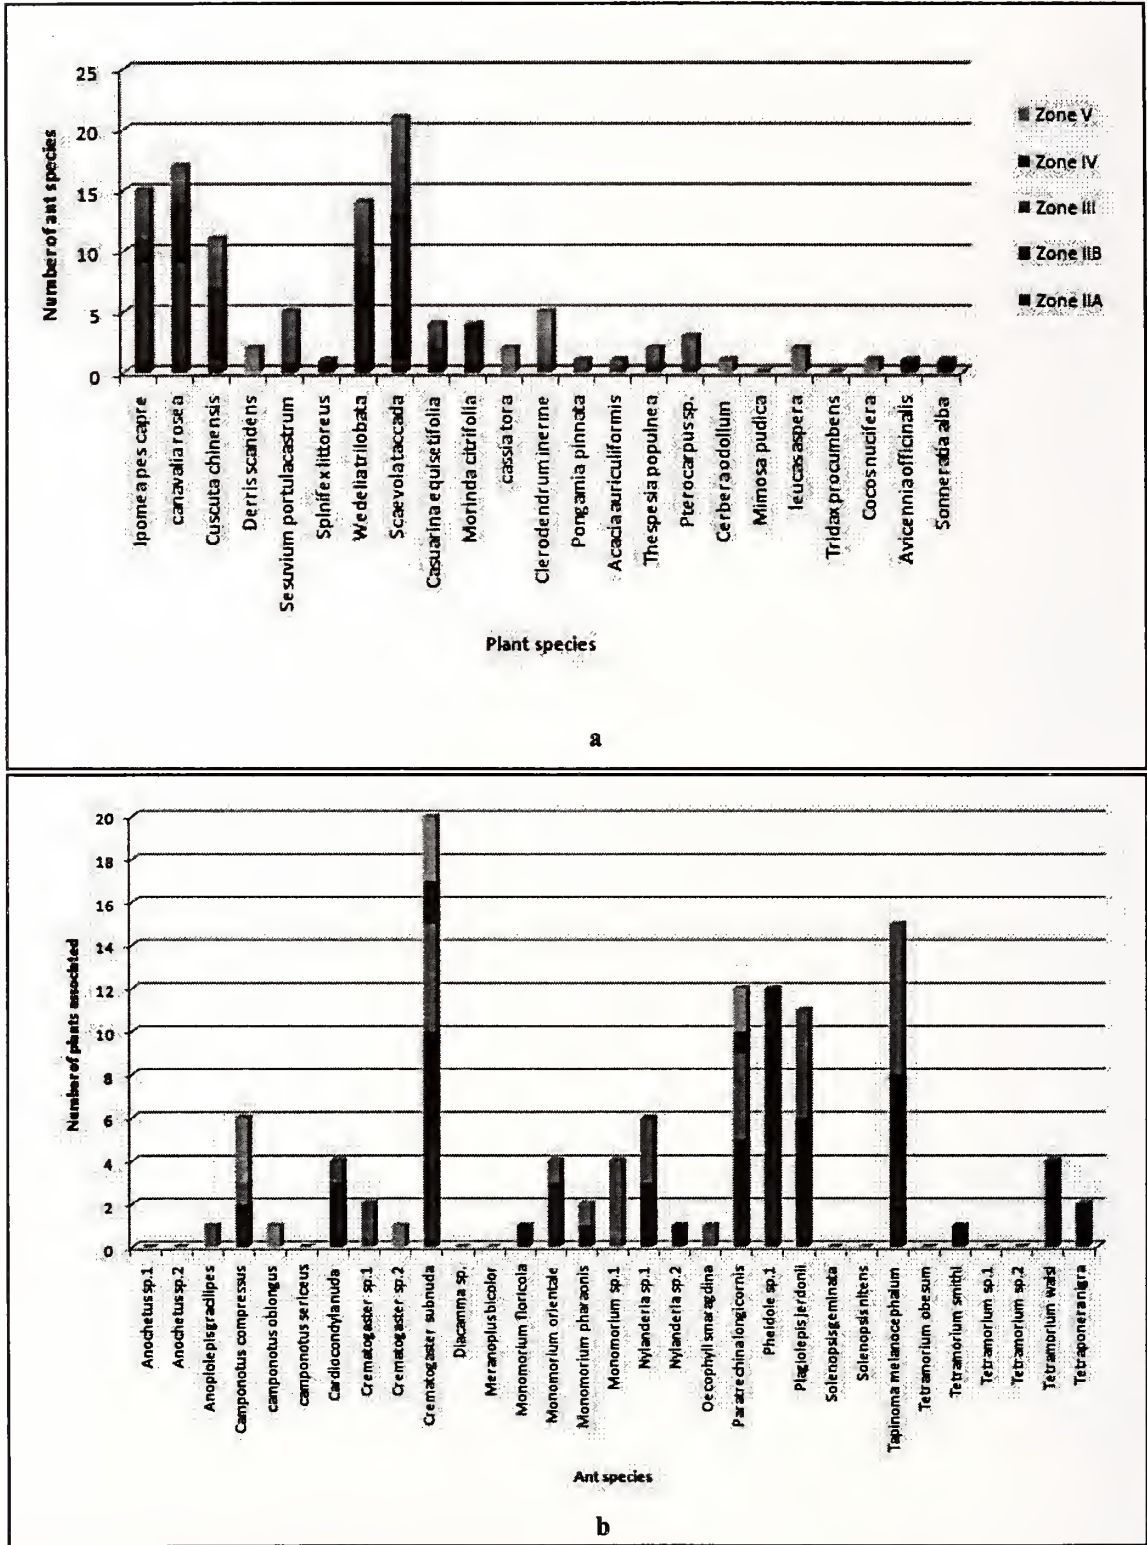 25
20
15
10
5
0
Number of ant species
Zone V
Zone IV
Zone III
Zone IIB
Zone IIA
Ipomea pes capre
canavalia rosea
Cuscuta chinensis
Derris scandens
Sesuvium portulacastrum
Spinifex littoreus
Wedelia trilobata
Scaevola taccada
Casuarina equisetifolia
Morinda citrifolia
cassia tora
Clerodendrum inerme
Pongamia pinnata
Acacia auriculiformis
Thespesia populnea
Pterocarpus sp.
Cerbera odollum
Mimosa pudica
leucas aspera
Tridax procumbens
Cocos nucifera
Avicennia officinalis
Sonneratia alba
Plant species
a
20
18
16
14
12
10
8
6
4
2
0
Number of plants associated
Anochetus sp.1
Anochetus sp.2
Anoplolepis gracilipes
Camponotus compressus
camponotus oblongus
camponotus sericeus
Cardiocondyla nuda
Crematogaster sp.1
Crematogaster sp.2
Crematogaster subnuda
Diacamma sp.
Meranoplus bicolor
Monomorium floricola
Monomorium orientale
Monomorium pharaonis
Monomorium sp.1
Nylanderia sp.1
Nylanderia sp.2
Oecophylla smaragdina
Paratrechina longicornis
Pheidole sp.1
Plagiolepis jerdonii
Solenopsis geminata
Solenopsis nitens
Tapinoma melanocephalum
Tetramorium obesum
Tetramorium smithi
Tetramorium sp.1
Tetramorium sp.2
Tetramorium walsi
Tetraponera nigra
Ant species
b